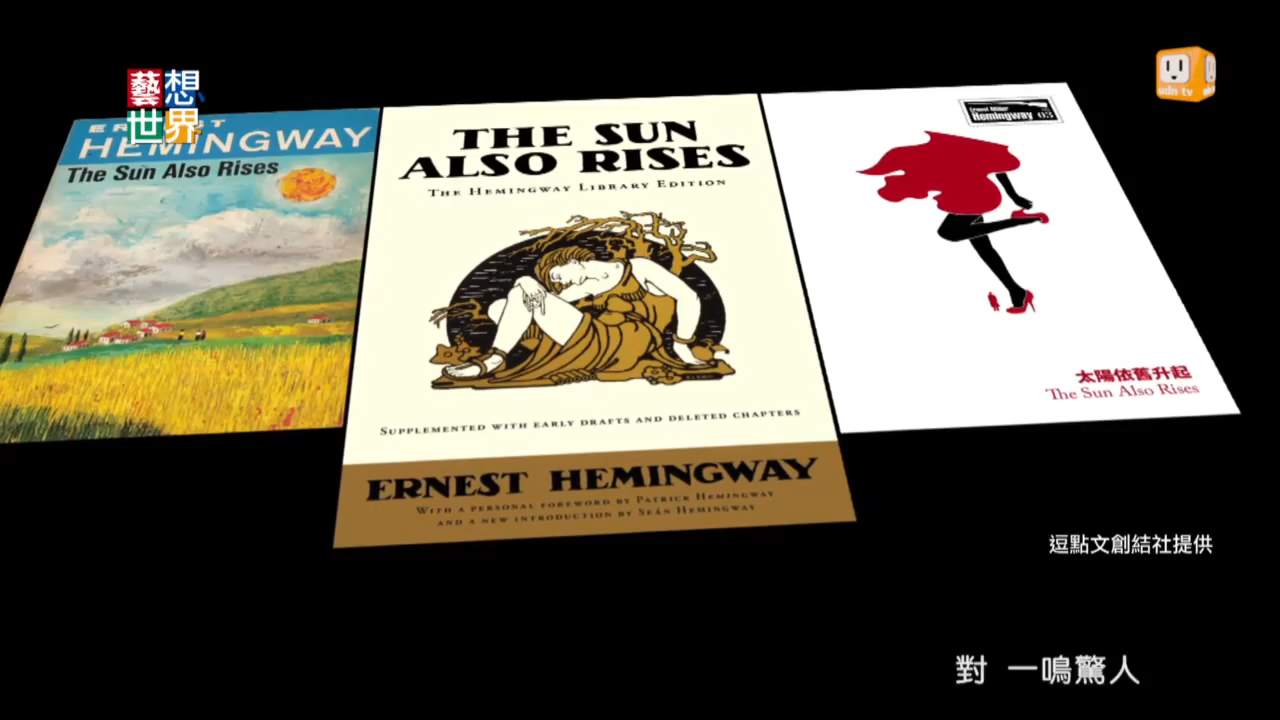 藝想
世界
udn tv
ERNEST
HEMINGWAY
The Sun Also Rises
THE SUN
ALSO RISES
THE HEMINGWAY LIBRARY EDITION
SUPPLEMENTED WITH EARLY DRAFTS AND DELETED CHAPTERS
ERNEST HEMINGWAY
WITH A PERSONAL FOREWORD BY PATRICK HEMINGWAY
AND A NEW INTRODUCTION BY SEÁN HEMINGWAY
Ernest Miller
Hemingway 03
太陽依舊升起
The Sun Also Rises
逗點文創結社提供
對 一鳴驚人